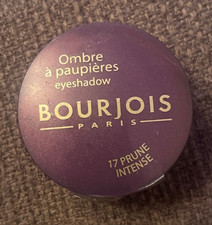 Ombre
à paupières
eyeshadow
BOURJOIS
PARIS
17 PRUNE
INTENSE